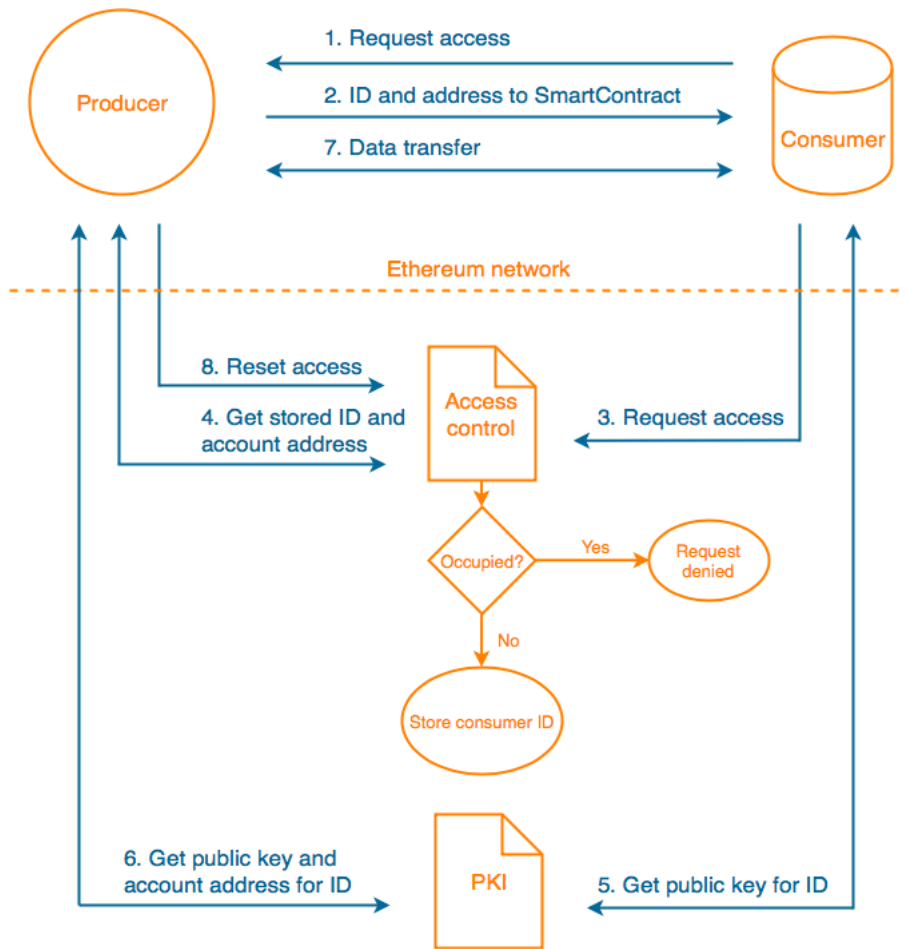 1. Request access
Producer
2. ID and address to SmartContract
Consumer
7. Data transfer
Ethereum network
8. Reset access
4. Get stored ID and
account address
Access
control
3. Request access
Occupied?
Yes
Request
denied
No
Store consumer ID
6. Get public key and
account address for ID
PKI
5. Get public key for ID